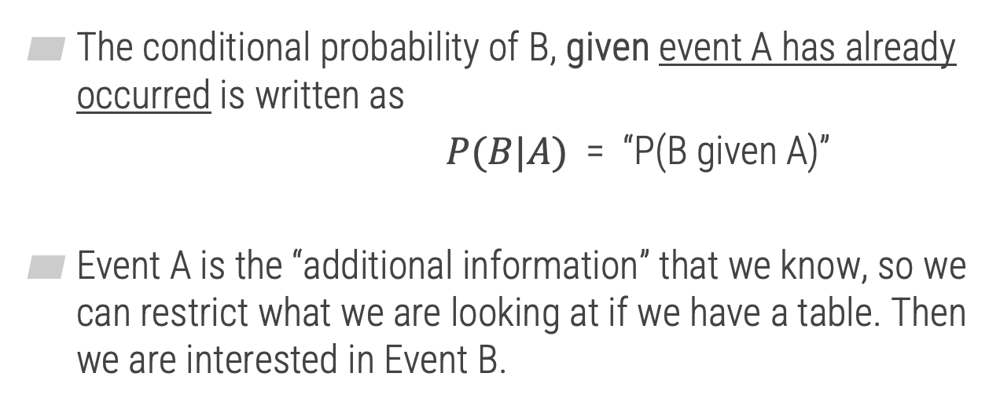 The conditional probability of B, given event A has already
occurred is written as
P(B|A) = “P(B given A)”
Event A is the “additional information” that we know, so we
can restrict what we are looking at if we have a table. Then
we are interested in Event B.